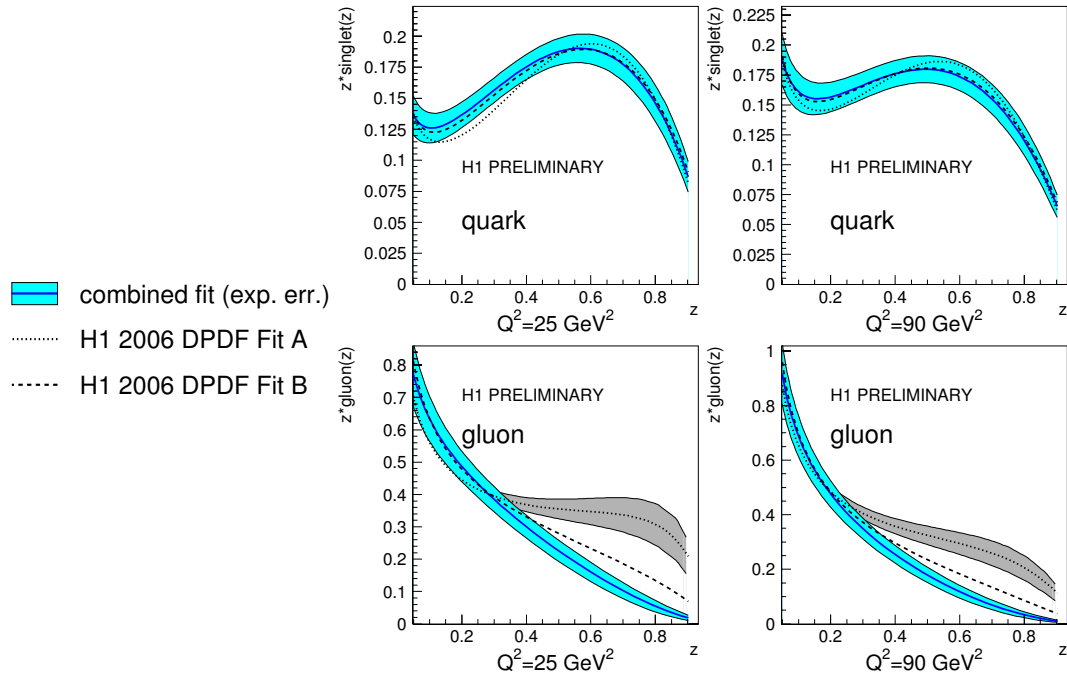 z*singlet(z)
0.2
0.175
0.15
0.125
0.1
0.075
0.05
0.025
0
H1 PRELIMINARY
quark
0.2 0.4 0.6 0.8 z
Q²=25 GeV²
z*singlet(z)
0.225
0.2
0.175
0.15
0.125
0.1
0.075
0.05
0.025
0
H1 PRELIMINARY
quark
0.2 0.4 0.6 0.8 z
Q²=90 GeV²
combined fit (exp. err.)
H1 2006 DPDF Fit A
H1 2006 DPDF Fit B
z*gluon(z)
0.8
0.7
0.6
0.5
0.4
0.3
0.2
0.1
0
H1 PRELIMINARY
gluon
0.2 0.4 0.6 0.8 z
Q²=25 GeV²
z*gluon(z)
1
0.8
0.6
0.4
0.2
0
H1 PRELIMINARY
gluon
0.2 0.4 0.6 0.8 z
Q²=90 GeV²